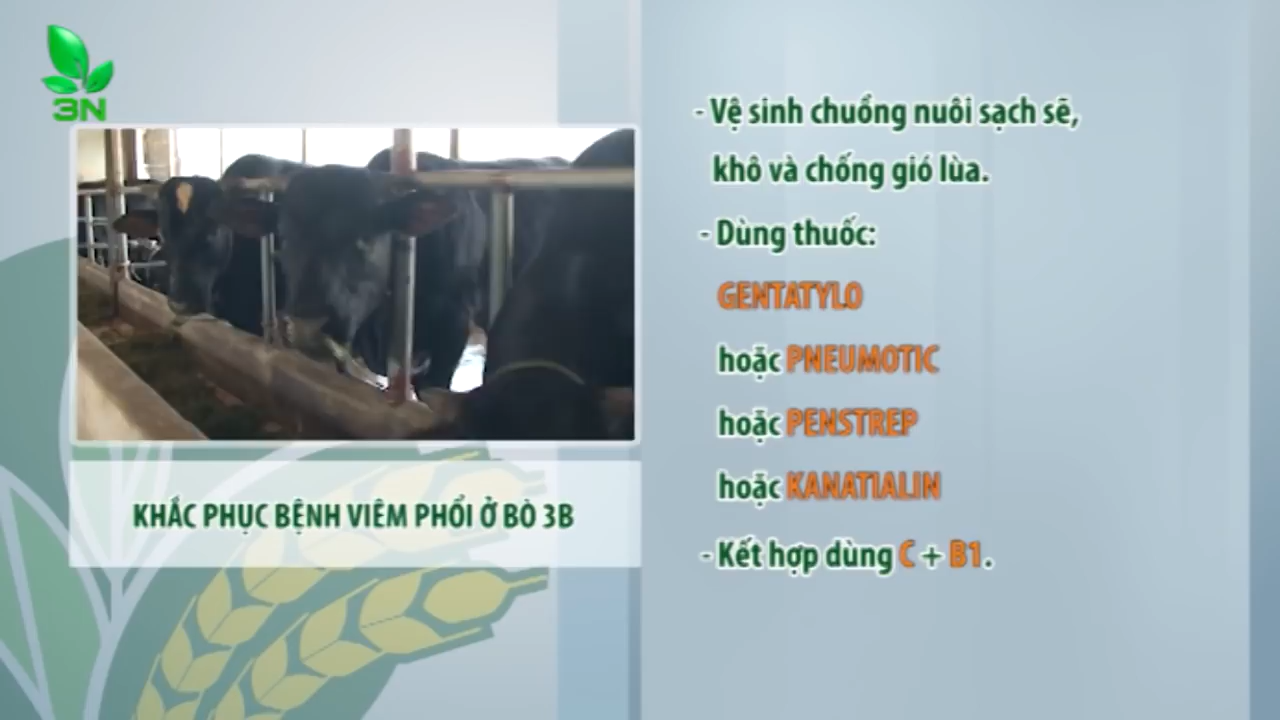 3N
- Vệ sinh chuồng nuôi sạch sẽ,
khô và chống gió lùa.
- Dùng thuốc:
GENTATYLO
hoặc PNEUMOTIC
hoặc PENSTREP
hoặc KANATIALIN
- Kết hợp dùng C + B1.
KHẮC PHỤC BỆNH VIÊM PHỔI Ở BÒ 3B